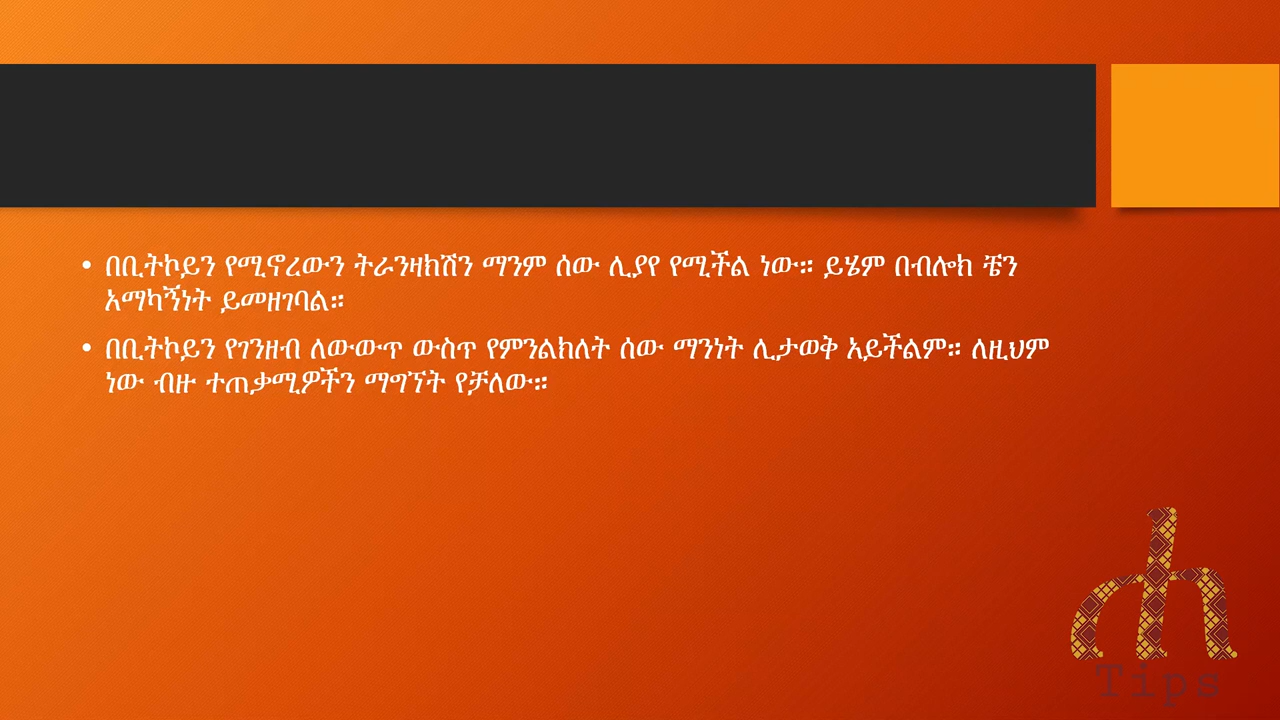 • በቢትኮይን የሚኖረውን ትራንዛክሽን ማንም ሰው ሊያየ የሚችል ነው። ይሄም በብሎክ ቼን
አማካኝነት ይመዘገባል።
• በቢትኮይን የገንዘብ ለውውጥ ውስጥ የምንልክለት ሰው ማንነት ሊታወቅ አይችልም። ለዚህም
ነው ብዙ ተጠቃሚዎችን ማግኘት የቻለው።
ሐ
Tips